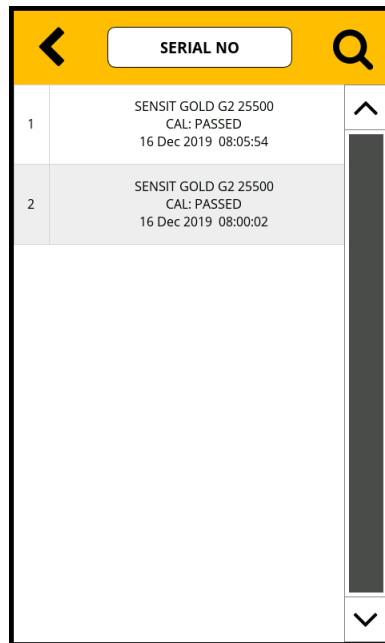 SERIAL NO
1
SENSIT GOLD G2 25500
CAL: PASSED
16 Dec 2019 08:05:54
2
SENSIT GOLD G2 25500
CAL: PASSED
16 Dec 2019 08:00:02